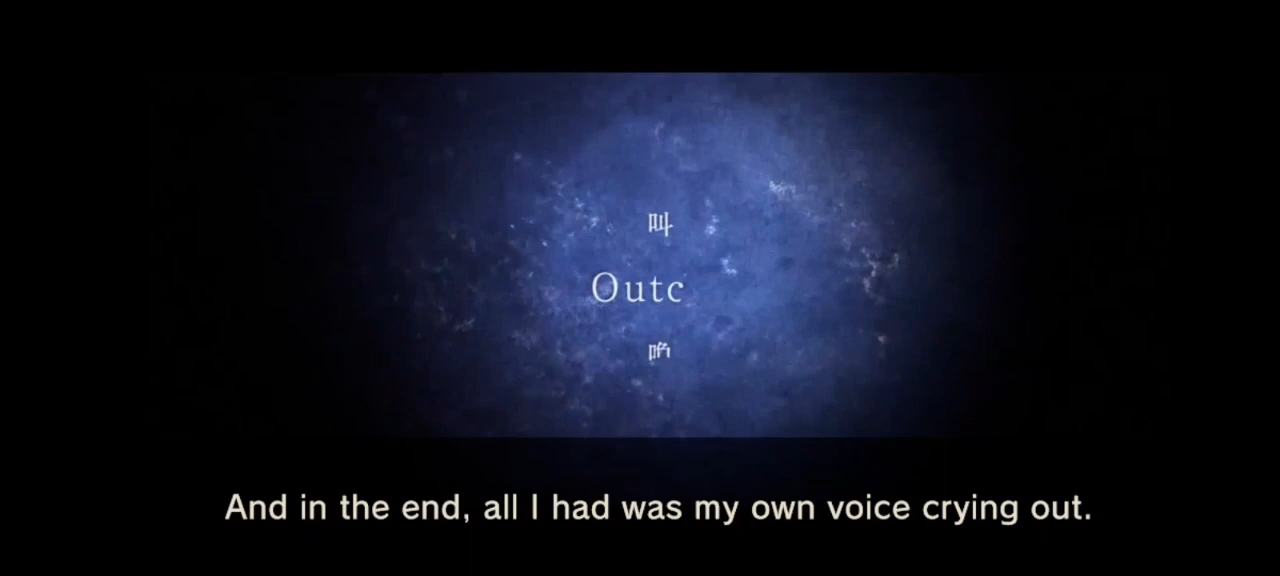 叫
Outc
And in the end, all I had was my own voice crying out.